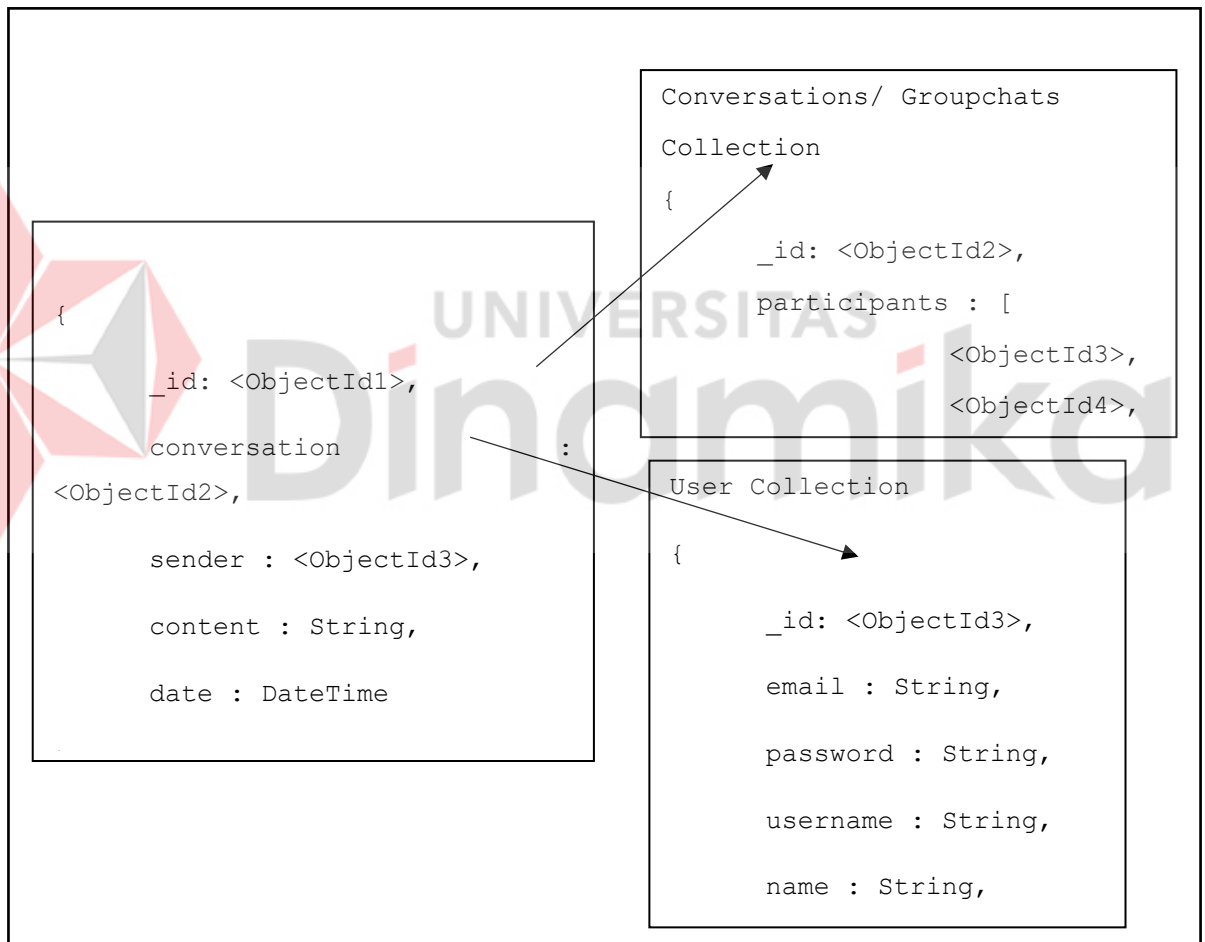 Conversations/ Groupchats
Collection
{
_id: <ObjectId2>,
participants : [
<ObjectId3>,
<ObjectId4>,
{
_id: <ObjectId1>,
conversation :
<ObjectId2>,
sender : <ObjectId3>,
content : String,
date : DateTime
User Collection
{
_id: <ObjectId3>,
email : String,
password : String,
username : String,
name : String,
UNIVERSITAS
Dinamika